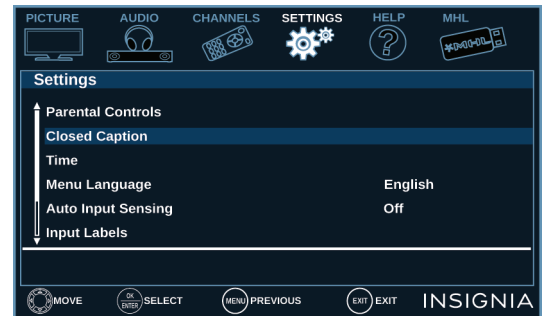 PICTURE AUDIO CHANNELS SETTINGS HELP MHL
MHL
Settings
Parental Controls
Closed Caption
Time
Menu Language English
Auto Input Sensing Off
Input Labels
MOVE OK ENTER SELECT MENU PREVIOUS EXIT EXIT INSIGNIA